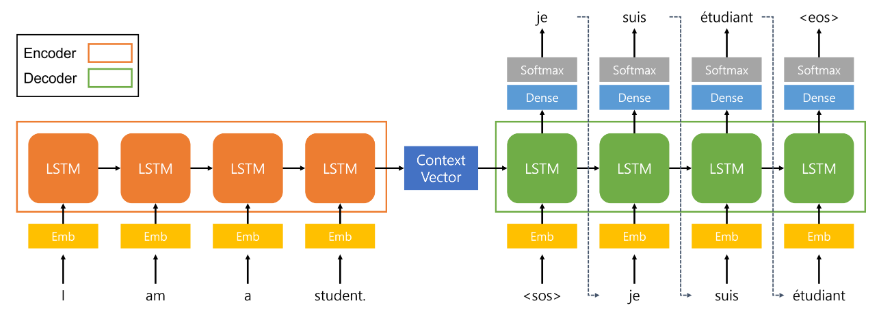 je suis étudiant <eos>
Encoder
Decoder
Softmax Softmax Softmax Softmax
Dense Dense Dense Dense
LSTM LSTM LSTM LSTM
Context
Vector
LSTM LSTM LSTM LSTM
Emb Emb Emb Emb
Emb Emb Emb Emb
I am a student.
<sos> je suis étudiant